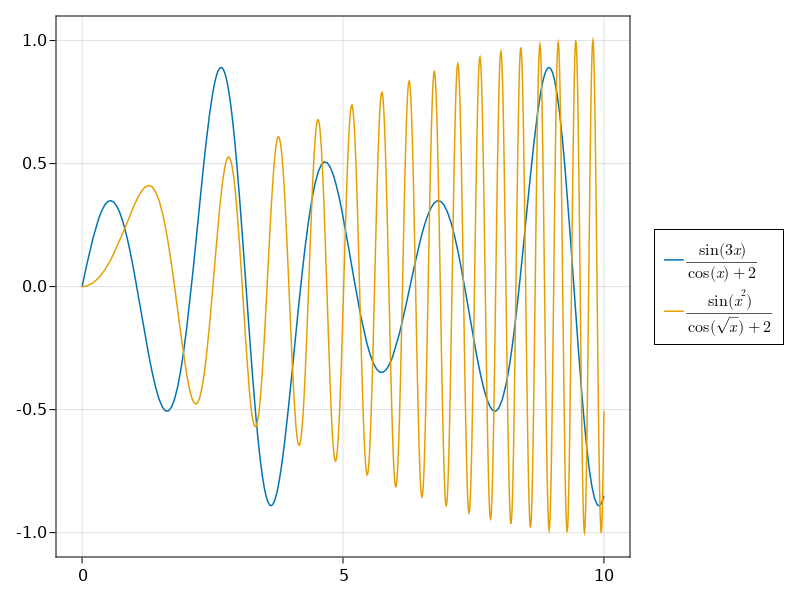 1.0
0.5
0.0
-0.5
-1.0
0
5
10
sin(3x)
cos(x) + 2
sin(x²)
cos(√x) + 2